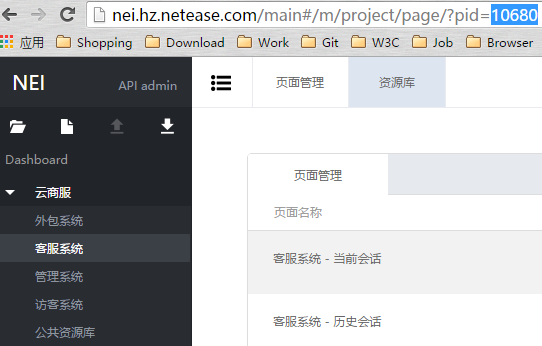 nei.hz.netease.com/main#/m/project/page/?pid=10680
应用 Shopping Download Work Git W3C Job Browser
NEI API admin 页面管理 资源库
Dashboard
页面管理
云商服
页面名称
外包系统
客服系统
客服系统 - 当前会话
管理系统
访客系统
客服系统 - 历史会话
公共资源库